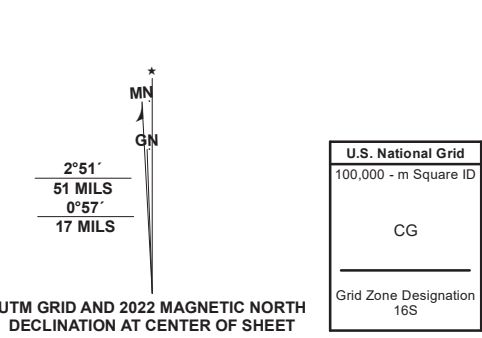 ★
MN
GN
2°51´
51 MILS
0°57´
17 MILS
UTM GRID AND 2022 MAGNETIC NORTH
DECLINATION AT CENTER OF SHEET
U.S. National Grid
100,000 - m Square ID
CG
Grid Zone Designation
16S